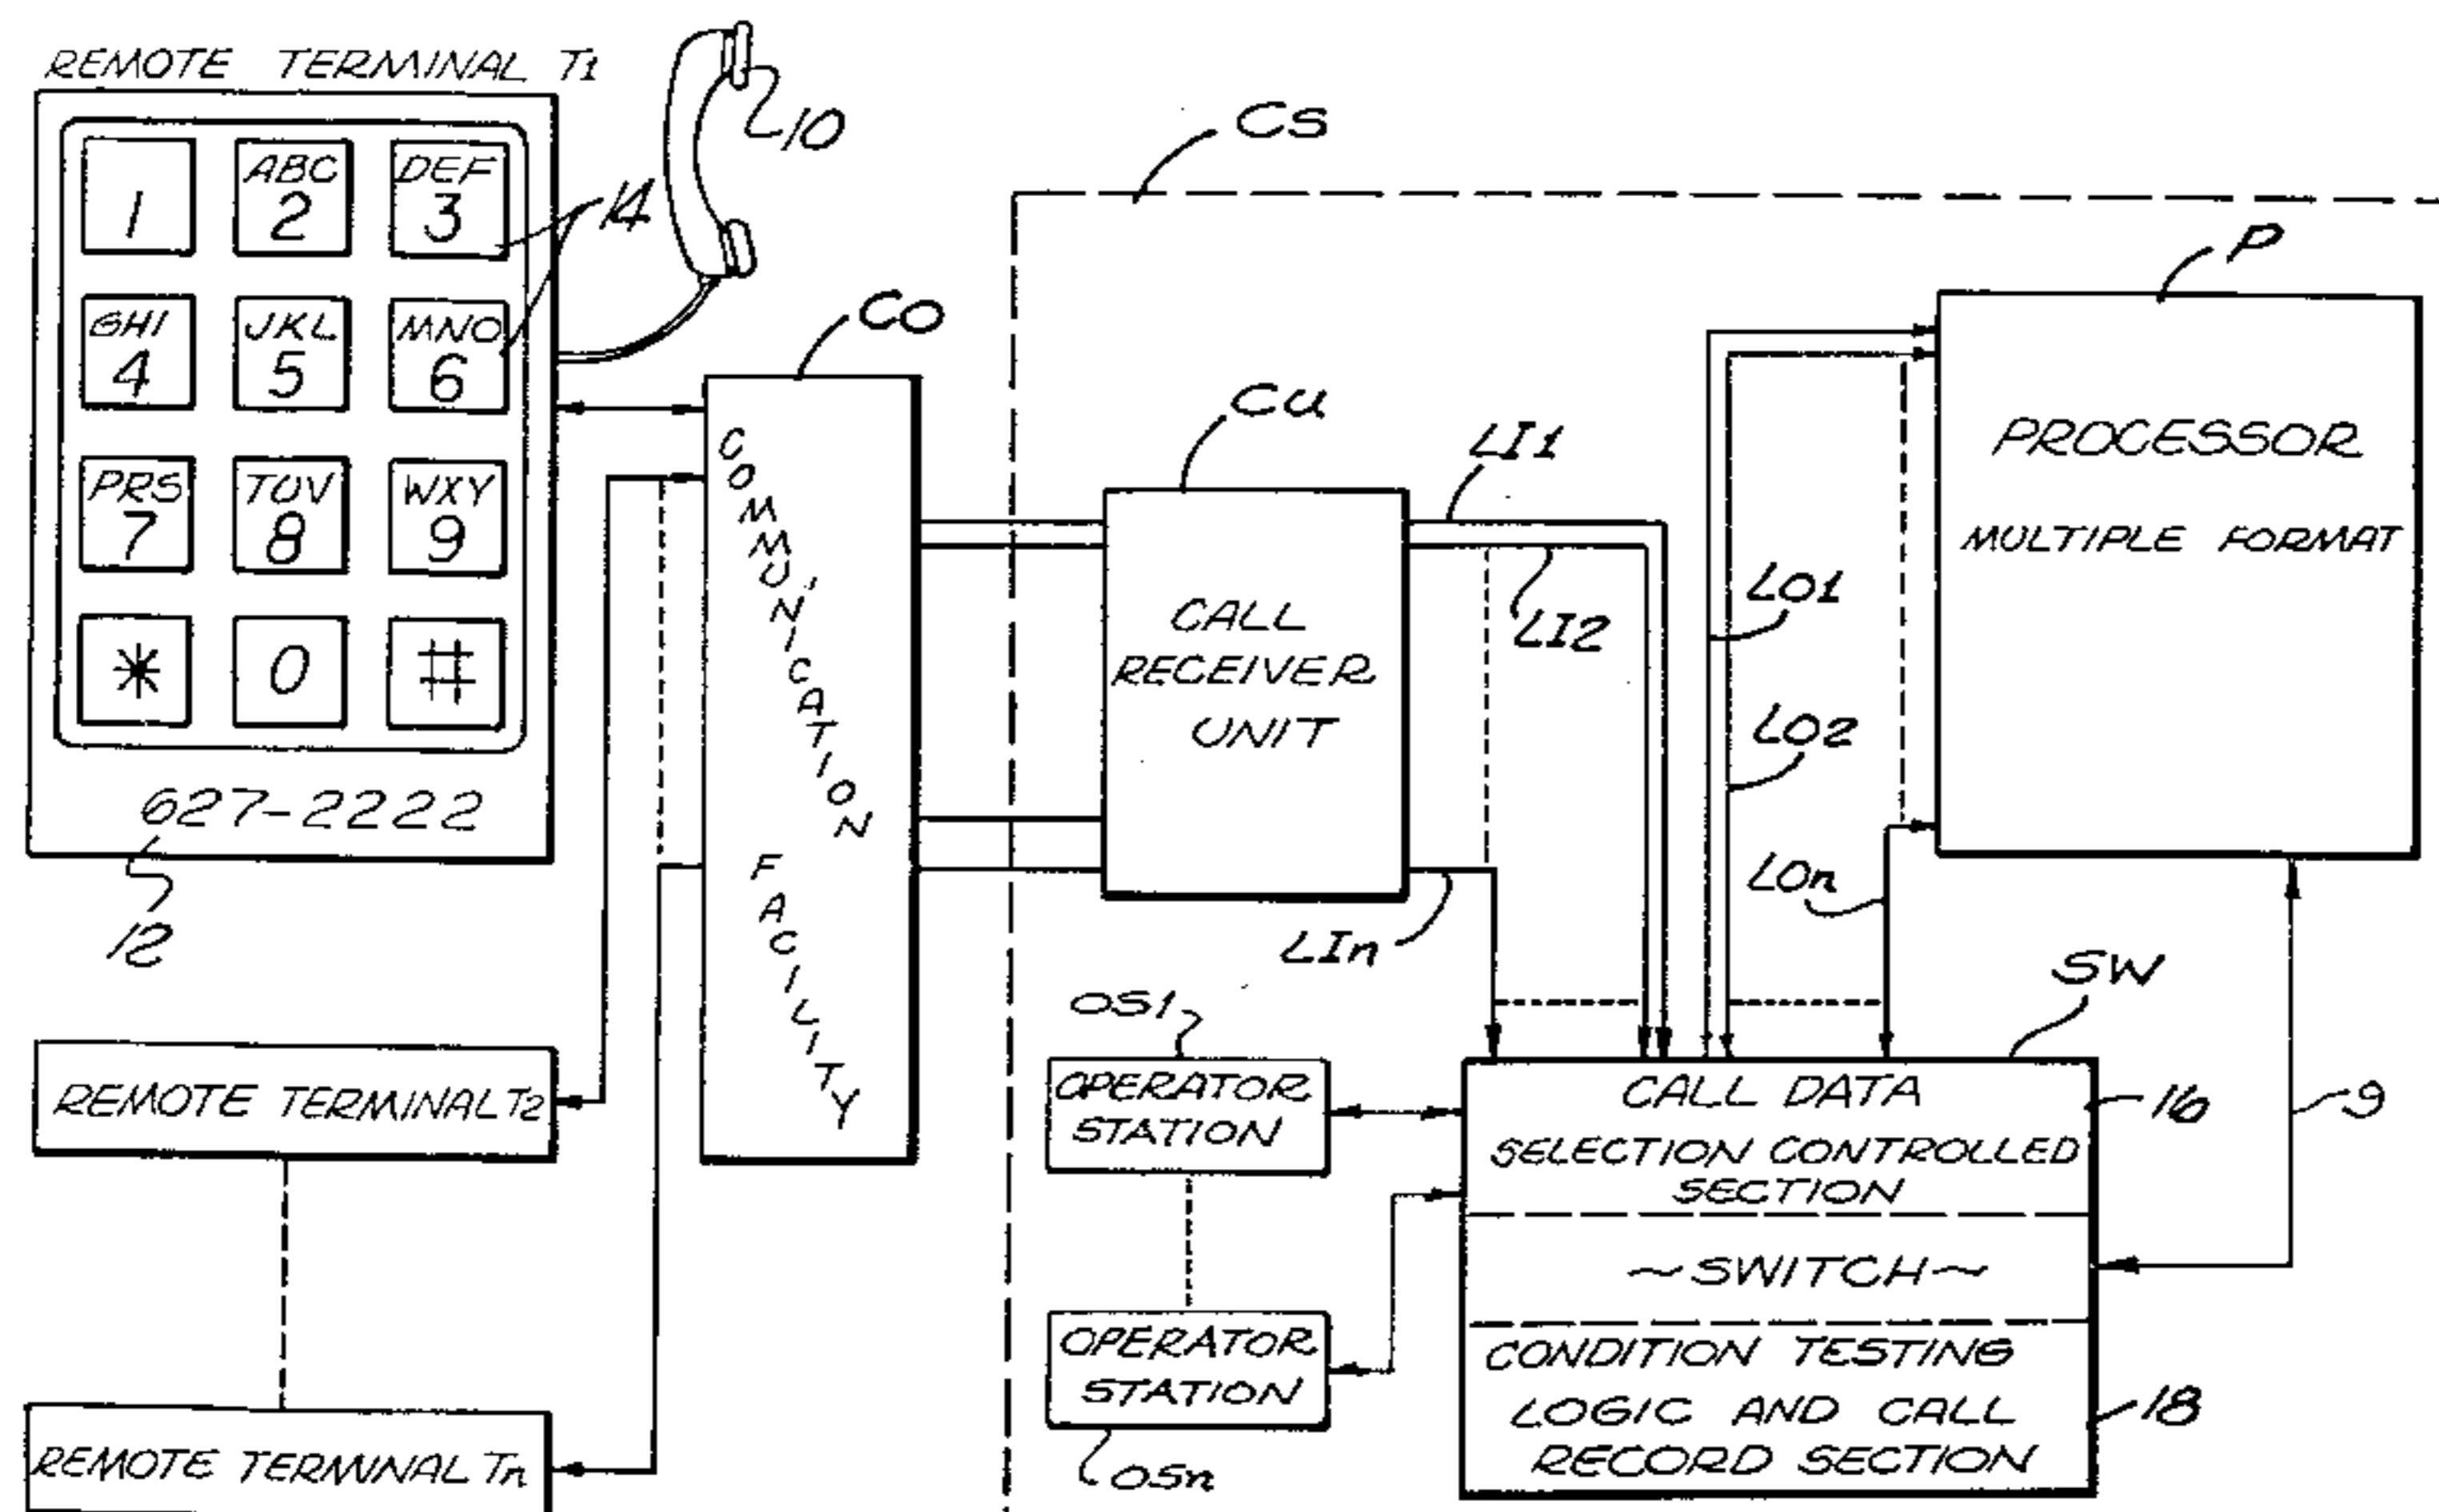 REMOTE TERMINAL T1
10
1
ABC
2
DEF
3
14
GHI
4
JKL
5
MNO
6
PRS
7
TUV
8
WXY
9
*
0
#
627-2222
12
REMOTE TERMINAL T2
REMOTE TERMINAL Tn
CO
COMMUNICATION
FACILITY
CS
CU
CALL
RECEIVER
UNIT
LI1
LI2
LIn
LO1
LO2
LOn
P
PROCESSOR
MULTIPLE FORMAT
9
OS1
OPERATOR
STATION
OPERATOR
STATION
OSn
SW
CALL DATA
SELECTION CONTROLLED
SECTION
16
~SWITCH~
CONDITION TESTING
LOGIC AND CALL
RECORD SECTION
18